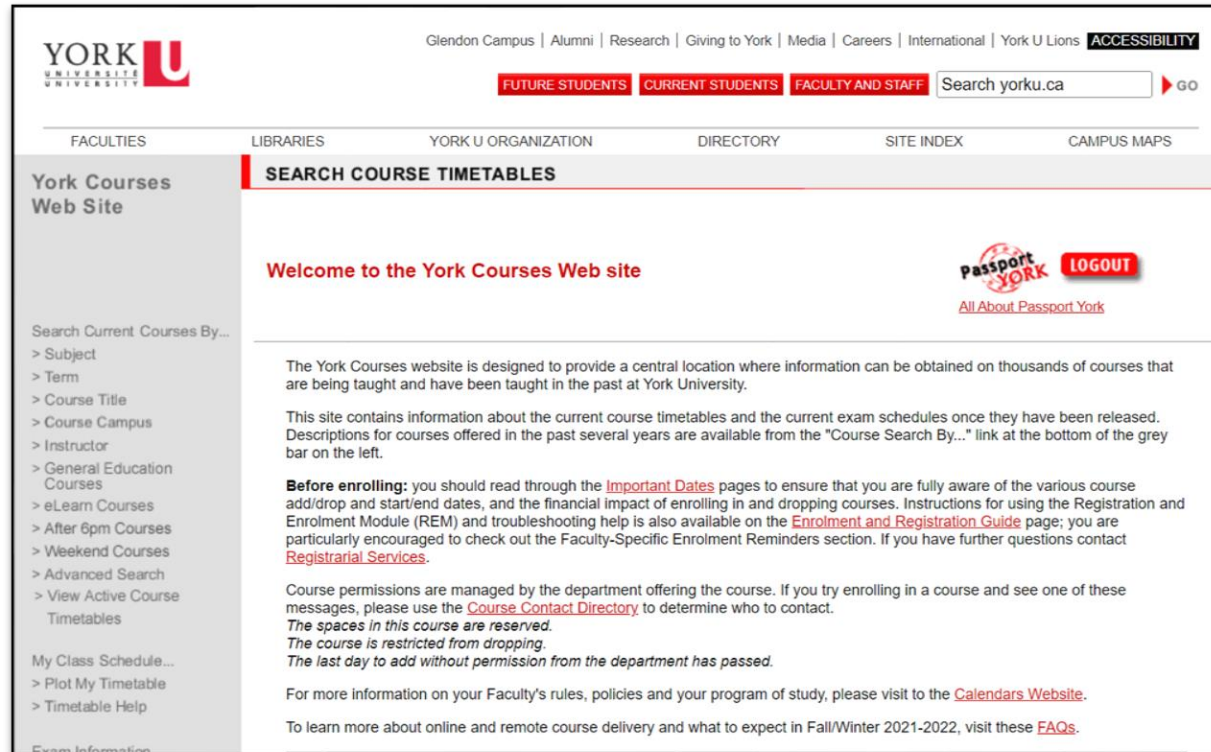 YORK U
UNIVERSITÉ
UNIVERSITY
Glendon Campus | Alumni | Research | Giving to York | Media | Careers | International | York U Lions ACCESSIBILITY
FUTURE STUDENTS CURRENT STUDENTS FACULTY AND STAFF Search yorku.ca GO
FACULTIES LIBRARIES YORK U ORGANIZATION DIRECTORY SITE INDEX CAMPUS MAPS
York Courses
Web Site
Search Current Courses By...
> Subject
> Term
> Course Title
> Course Campus
> Instructor
> General Education
Courses
> eLearn Courses
> After 6pm Courses
> Weekend Courses
> Advanced Search
> View Active Course
Timetables
My Class Schedule...
> Plot My Timetable
> Timetable Help
Exam Information
SEARCH COURSE TIMETABLES
Welcome to the York Courses Web site
Passport
YORK
LOGOUT
All About Passport York
The York Courses website is designed to provide a central location where information can be obtained on thousands of courses that
are being taught and have been taught in the past at York University.
This site contains information about the current course timetables and the current exam schedules once they have been released.
Descriptions for courses offered in the past several years are available from the "Course Search By..." link at the bottom of the grey
bar on the left.
Before enrolling: you should read through the Important Dates pages to ensure that you are fully aware of the various course
add/drop and start/end dates, and the financial impact of enrolling in and dropping courses. Instructions for using the Registration and
Enrolment Module (REM) and troubleshooting help is also available on the Enrolment and Registration Guide page; you are
particularly encouraged to check out the Faculty-Specific Enrolment Reminders section. If you have further questions contact
Registrarial Services.
Course permissions are managed by the department offering the course. If you try enrolling in a course and see one of these
messages, please use the Course Contact Directory to determine who to contact.
The spaces in this course are reserved.
The course is restricted from dropping.
The last day to add without permission from the department has passed.
For more information on your Faculty's rules, policies and your program of study, please visit to the Calendars Website.
To learn more about online and remote course delivery and what to expect in Fall/Winter 2021-2022, visit these FAQs.